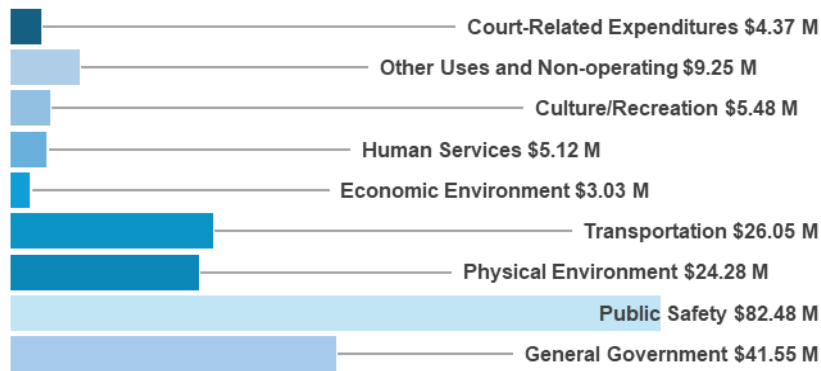 Court-Related Expenditures $4.37 M
Other Uses and Non-operating $9.25 M
Culture/Recreation $5.48 M
Human Services $5.12 M
Economic Environment $3.03 M
Transportation $26.05 M
Physical Environment $24.28 M
Public Safety $82.48 M
General Government $41.55 M